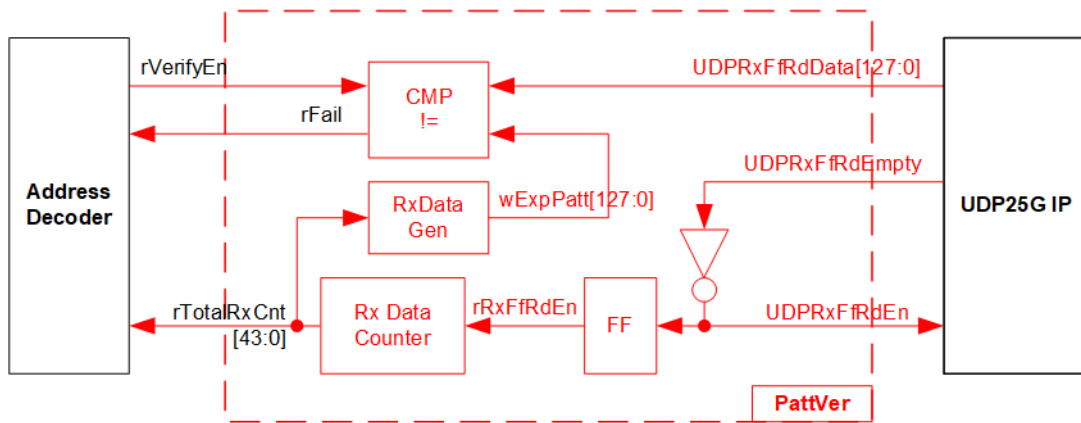 rVerifyEn
UDPRxFfRdData[127:0]
CMP
!=
rFail
UDPRxFfRdEmpty
Address
Decoder
RxData
Gen
wExpPatt[127:0]
UDP25G IP
rTotalRxCnt
[43:0]
Rx Data
Counter
rRxFfRdEn
FF
UDPRxFfRdEn
PattVer